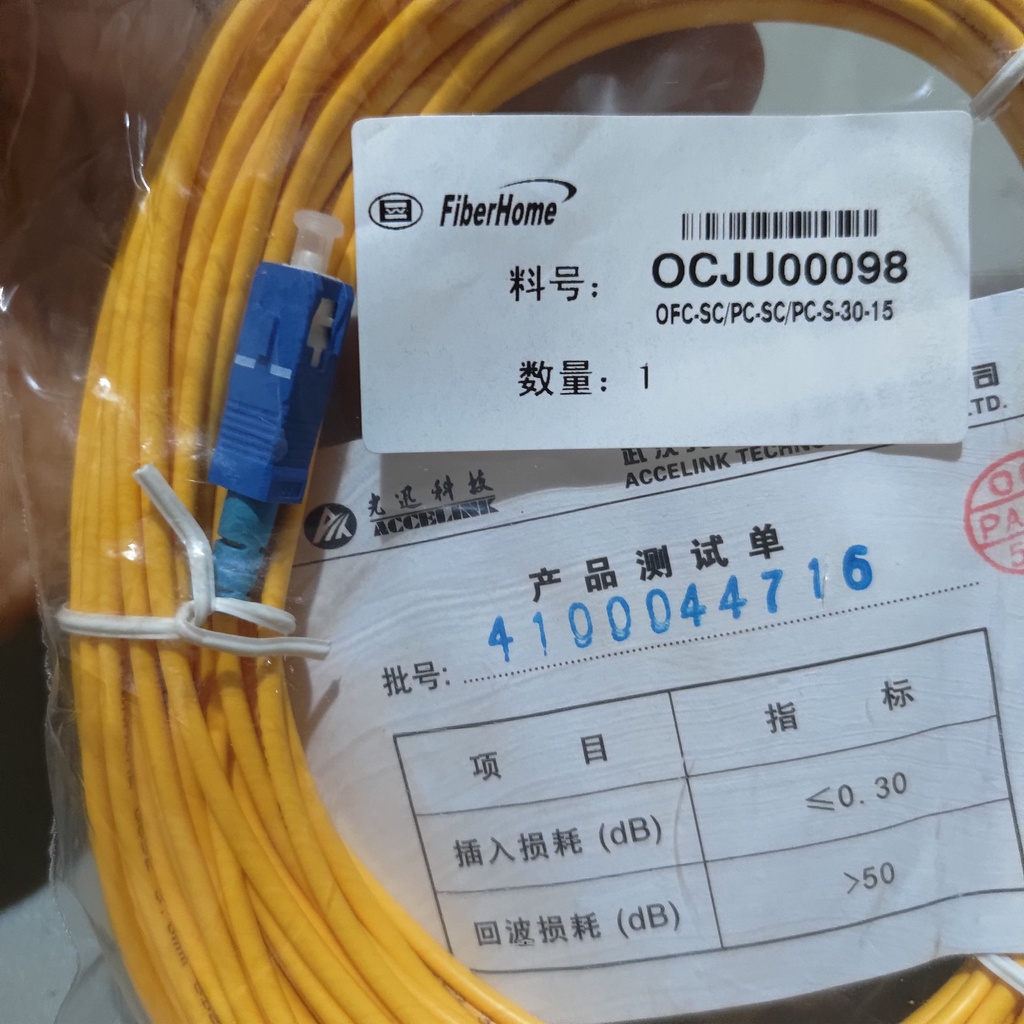 FiberHome
料号: OCJU00098
OFC-SC/PC-SC/PC-S-30-15
数量: 1
司
ACCELINK
LTD.
光迅科技
ACCELINK
产品测试单
批号: 4100044716
项 目 指 标
插入损耗 (dB) ≤0.30
回波损耗 (dB) >50